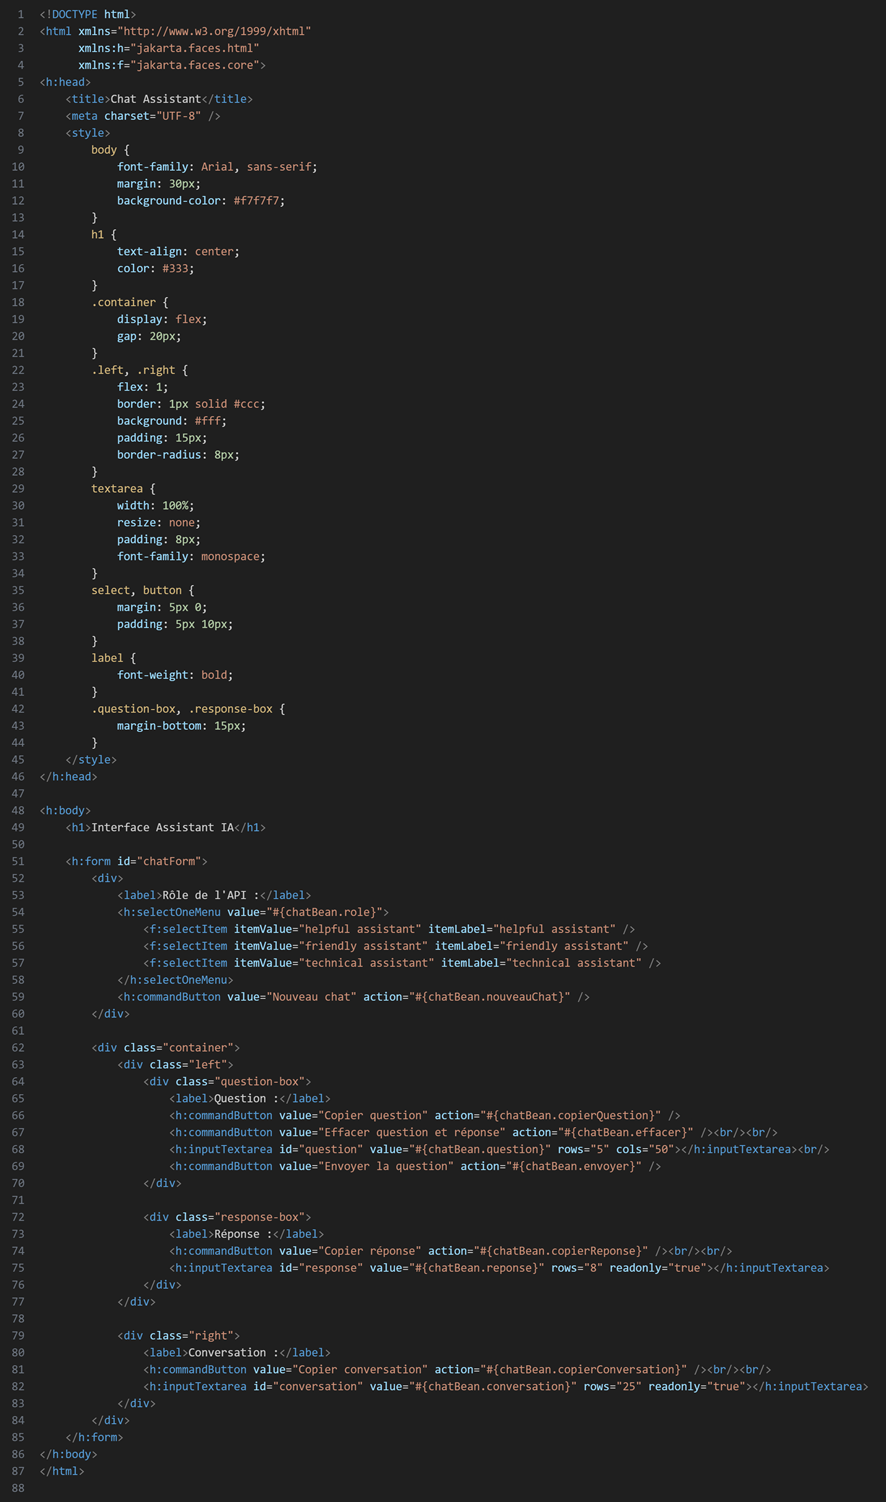 1 <!DOCTYPE html>
2 <html xmlns="http://www.w3.org/1999/xhtml"
3       xmlns:h="jakarta.faces.html"
4       xmlns:f="jakarta.faces.core">
5 <h:head>
6     <title>Chat Assistant</title>
7     <meta charset="UTF-8" />
8     <style>
9         body {
10             font-family: Arial, sans-serif;
11             margin: 30px;
12             background-color: #f7f7f7;
13         }
14         h1 {
15             text-align: center;
16             color: #333;
17         }
18         .container {
19             display: flex;
20             gap: 20px;
21         }
22         .left, .right {
23             flex: 1;
24             border: 1px solid #ccc;
25             background: #fff;
26             padding: 15px;
27             border-radius: 8px;
28         }
29         textarea {
30             width: 100%;
31             resize: none;
32             padding: 8px;
33             font-family: monospace;
34         }
35         select, button {
36             margin: 5px 0;
37             padding: 5px 10px;
38         }
39         label {
40             font-weight: bold;
41         }
42         .question-box, .response-box {
43             margin-bottom: 15px;
44         }
45     </style>
46 </h:head>
47
48 <h:body>
49     <h1>Interface Assistant IA</h1>
50
51     <h:form id="chatForm">
52         <div>
53             <label>Rôle de l'API :</label>
54             <h:selectOneMenu value="#{chatBean.role}">
55                 <f:selectItem itemValue="helpful assistant" itemLabel="helpful assistant" />
56                 <f:selectItem itemValue="friendly assistant" itemLabel="friendly assistant" />
57                 <f:selectItem itemValue="technical assistant" itemLabel="technical assistant" />
58             </h:selectOneMenu>
59             <h:commandButton value="Nouveau chat" action="#{chatBean.nouveauChat}" />
60         </div>
61
62         <div class="container">
63             <div class="left">
64                 <div class="question-box">
65                     <label>Question :</label>
66                     <h:commandButton value="Copier question" action="#{chatBean.copierQuestion}" />
67                     <h:commandButton value="Effacer question et réponse" action="#{chatBean.effacer}" /><br/><br/>
68                     <h:inputTextarea id="question" value="#{chatBean.question}" rows="5" cols="50"></h:inputTextarea><br/>
69                     <h:commandButton value="Envoyer la question" action="#{chatBean.envoyer}" />
70                 </div>
71
72                 <div class="response-box">
73                     <label>Réponse :</label>
74                     <h:commandButton value="Copier réponse" action="#{chatBean.copierReponse}" /><br/><br/>
75                     <h:inputTextarea id="response" value="#{chatBean.reponse}" rows="8" readonly="true"></h:inputTextarea>
76                 </div>
77             </div>
78
79             <div class="right">
80                 <label>Conversation :</label>
81                 <h:commandButton value="Copier conversation" action="#{chatBean.copierConversation}" /><br/><br/>
82                 <h:inputTextarea id="conversation" value="#{chatBean.conversation}" rows="25" readonly="true"></h:inputTextarea>
83             </div>
84         </div>
85     </h:form>
86 </h:body>
87 </html>
88